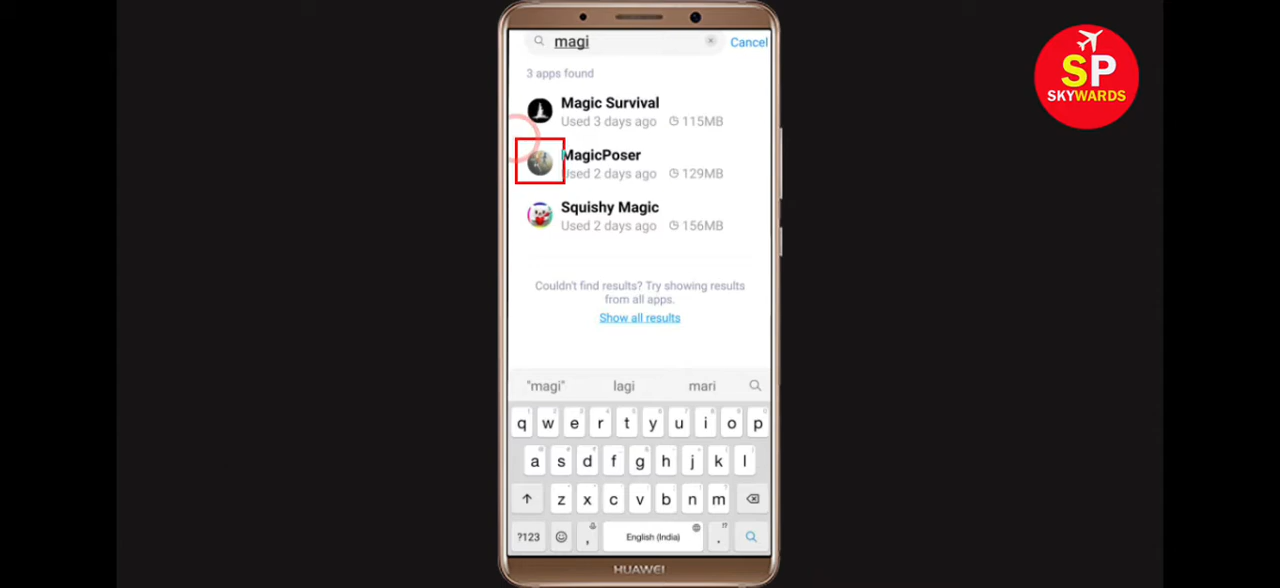 magi
Cancel
3 apps found
Magic Survival
Used 3 days ago 115MB
MagicPoser
Used 2 days ago 129MB
Squishy Magic
Used 2 days ago 156MB
Couldn't find results? Try showing results
from all apps.
Show all results
"magi" lagi mari
q w e r t y u i o p
a s d f g h j k l
z x c v b n m
?123 , English (India) .
HUAWEI
SP
SKYWARDS